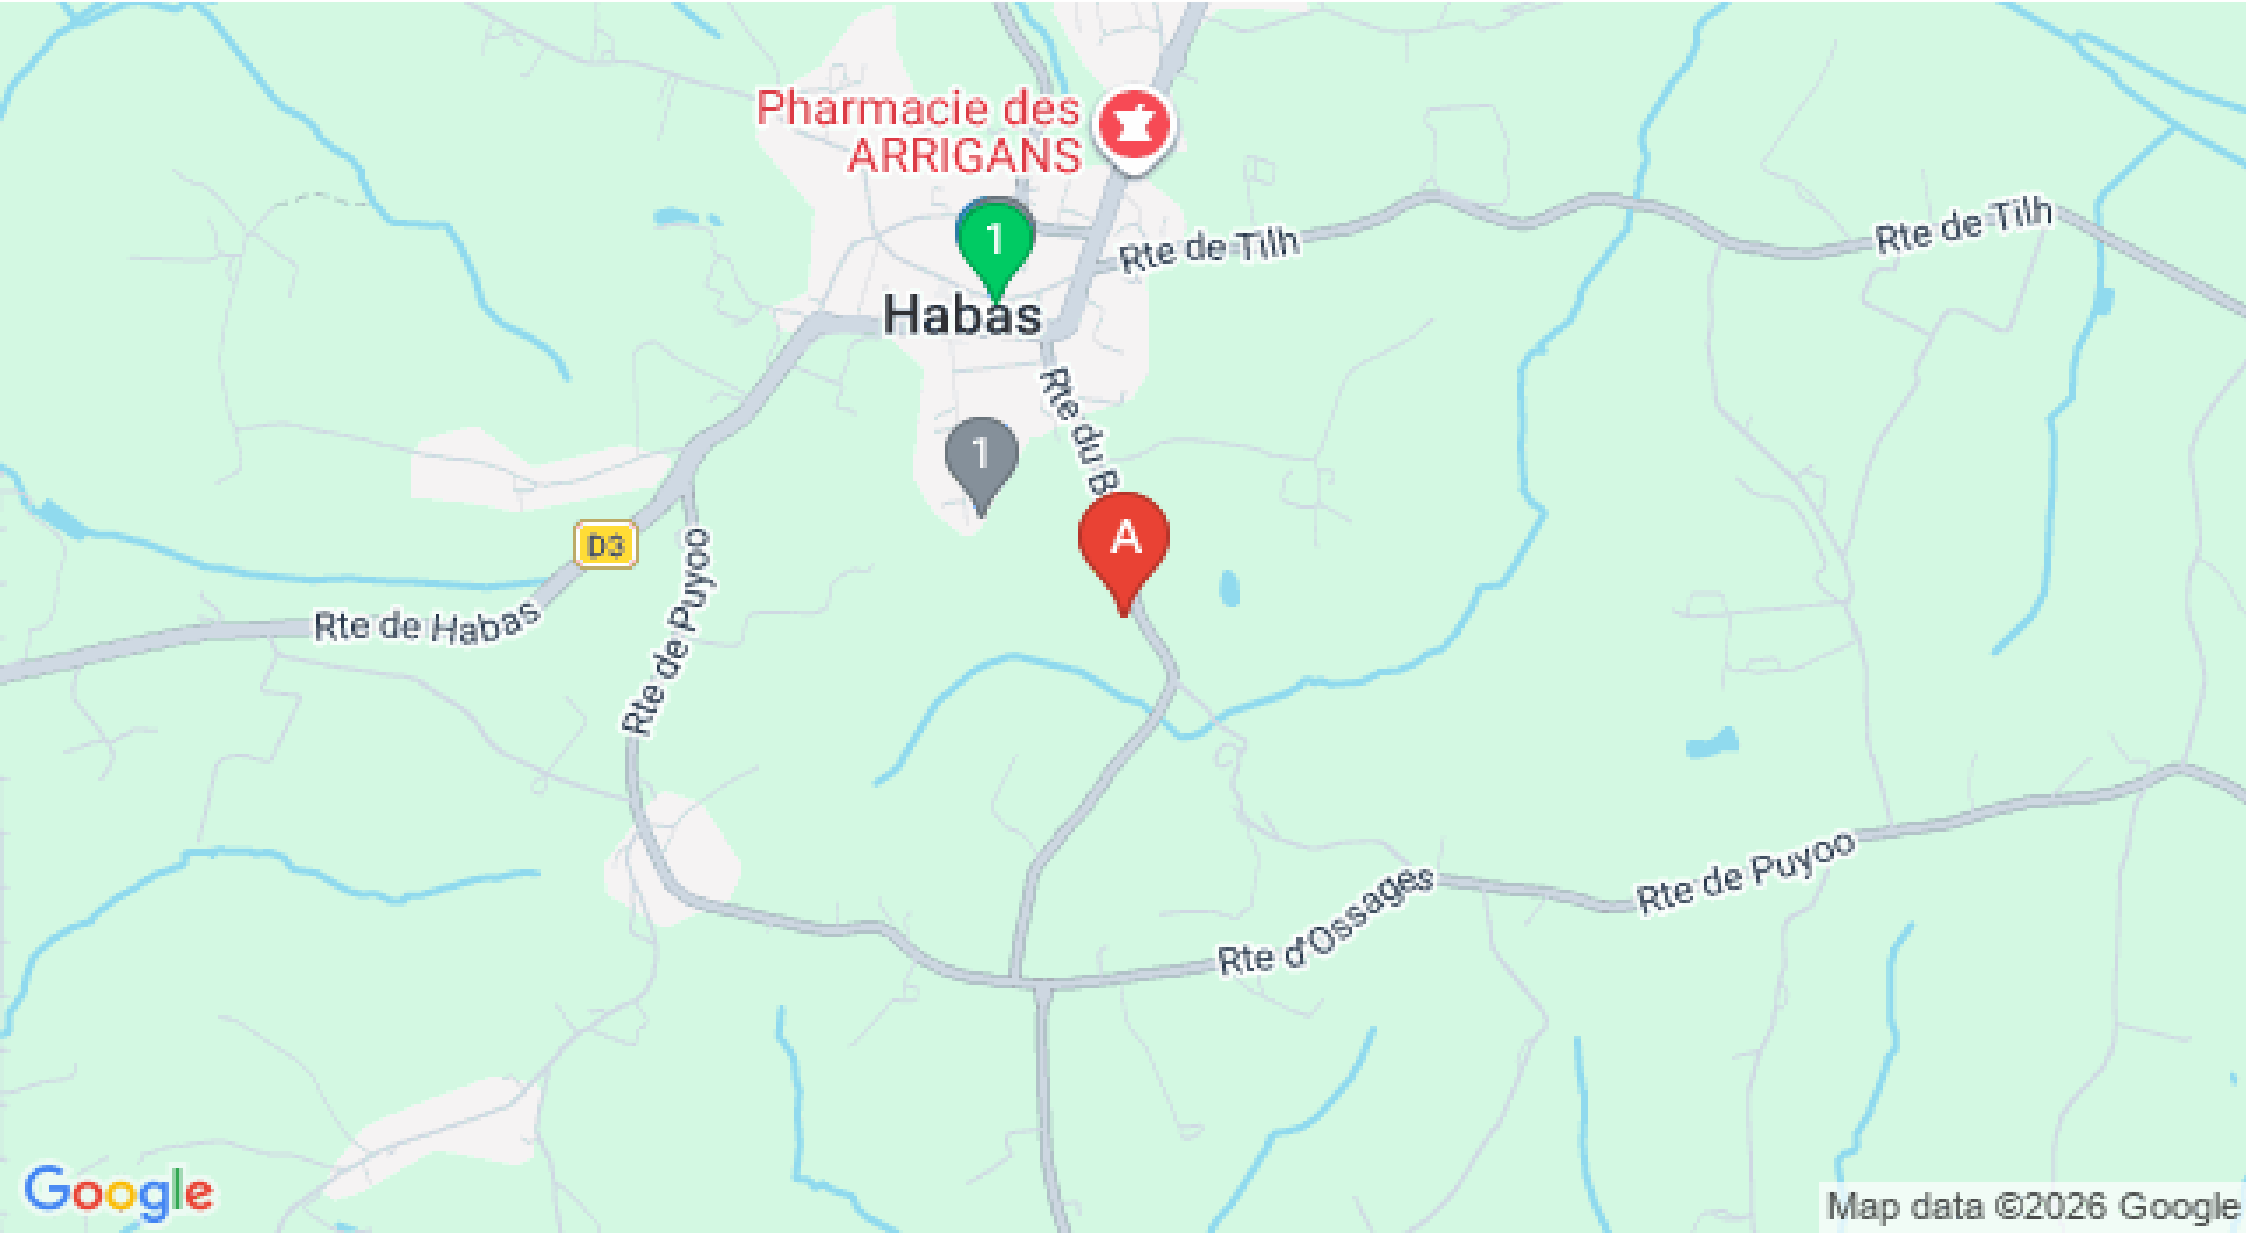 Pharmacie des
ARRIGANS
1
Rte de Tilh
Rte de Tilh
Habas
Rte du B
1
A
D3
Rte de Puyoo
Rte de Habas
Rte de Puyoo
Rte d'Ossages
Google
Map data ©2026 Google